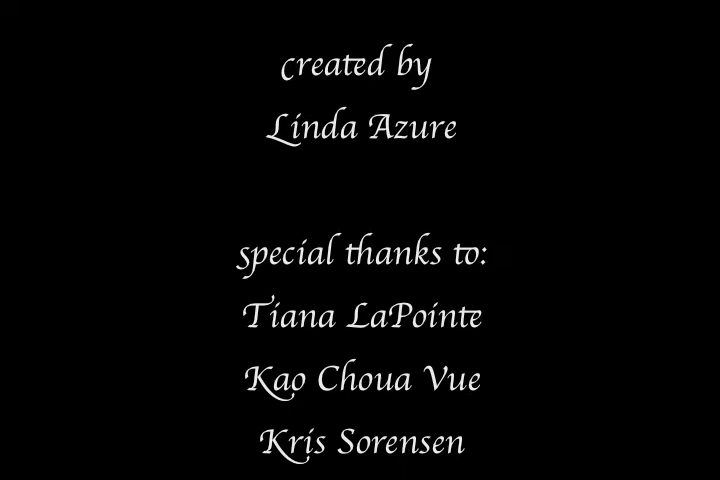 created by
Linda Azure
special thanks to:
Tiana LaPointe
Kao Choua Vue
Kris Sorensen